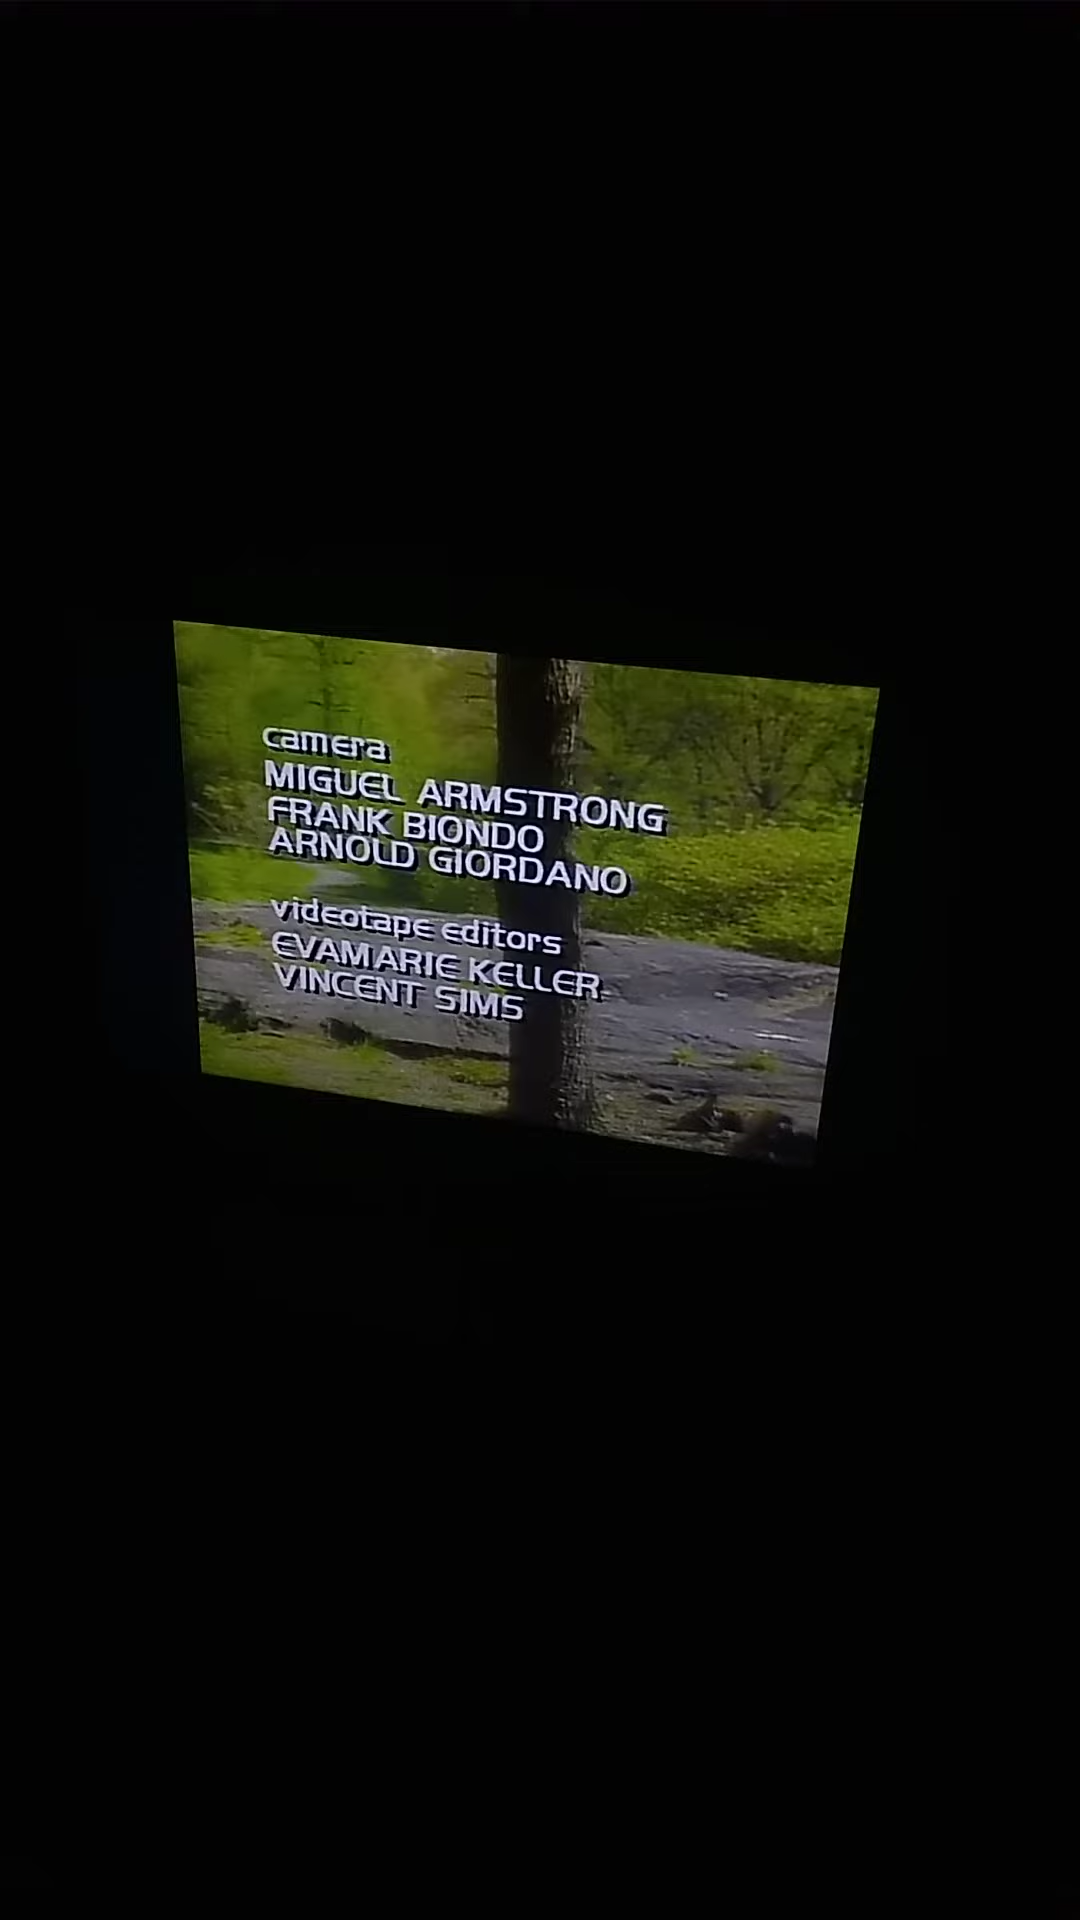 camera
MIGUEL ARMSTRONG
FRANK BIONDO
ARNOLD GIORDANO
videotape editors
EVAMARIE KELLER
VINCENT SIMS